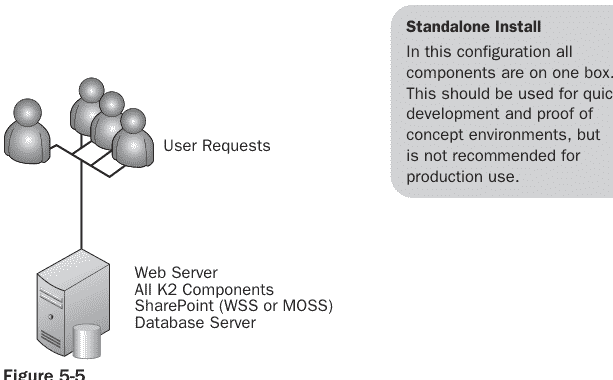 Standalone Install
In this configuration all
components are on one box.
This should be used for quic
development and proof of
concept environments, but
is not recommended for
production use.
User Requests
Web Server
All K2 Components
SharePoint (WSS or MOSS)
Database Server
Figure 5-5